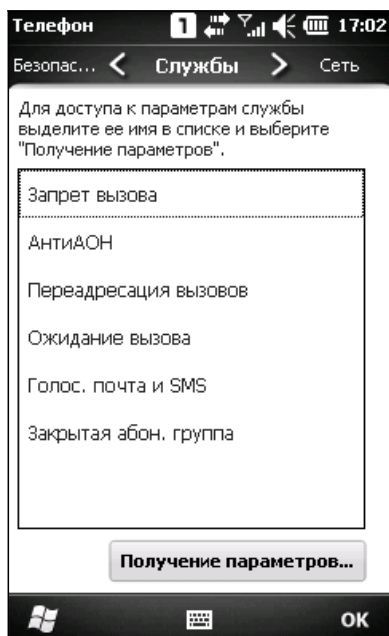 Телефон 1 17:02
Безопас... Службы Сеть
Для доступа к параметрам службы
выделите ее имя в списке и выберите
"Получение параметров".
Запрет вызова
АнтиАОН
Переадресация вызовов
Ожидание вызова
Голос. почта и SMS
Закрытая абон. группа
Получение параметров...
ОК